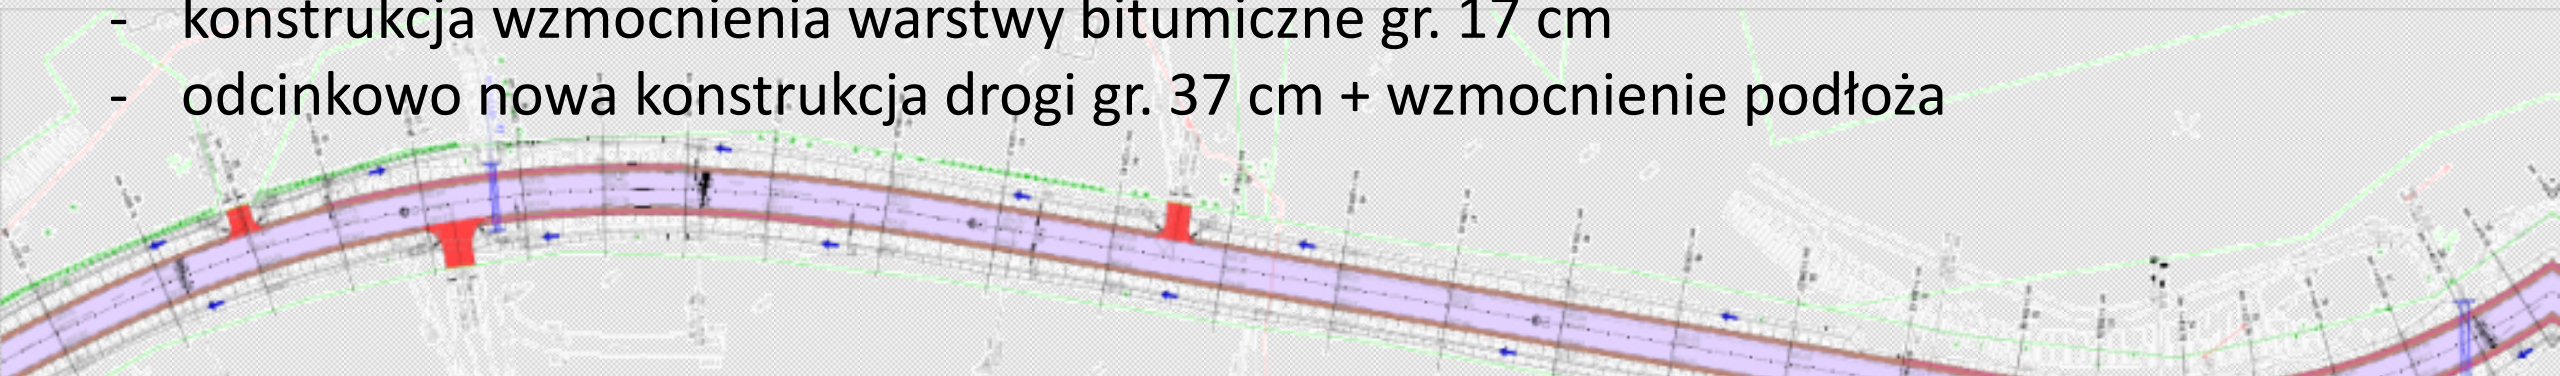 - konstrukcja wzmocnienia warstwy bitumiczne gr. 17 cm
- odcinkowo nowa konstrukcja drogi gr. 37 cm + wzmocnienie podłoża